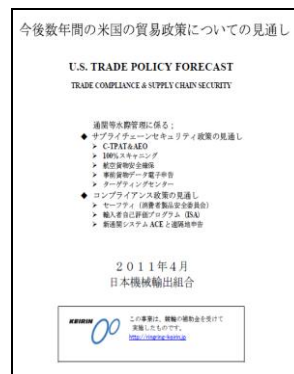 今後数年間の米国の貿易政策についての見通し
U.S. TRADE POLICY FORECAST
TRADE COMPLIANCE & SUPPLY CHAIN SECURITY
通関等水際管理に係る；
◆ サプライチェーンセキュリティ政策の見通し
➢ C-TPAT＆AEO
➢ 100%スキャニング
➢ 航空貨物安全確保
➢ 事前貨物データ電子申告
➢ ターゲティングセンター
◆ コンプライアンス政策の見通し
➢ セーフティ（消費者製品安全委員会）
➢ 輸入者自己評価プログラム（ISA）
➢ 新通関システム ACE と遠隔地申告
２０１１年４月
日本機械輸出組合
KEIRIN
この事業は、競輪の補助金を受けて
実施したものです。
http://ringring-keirin.jp